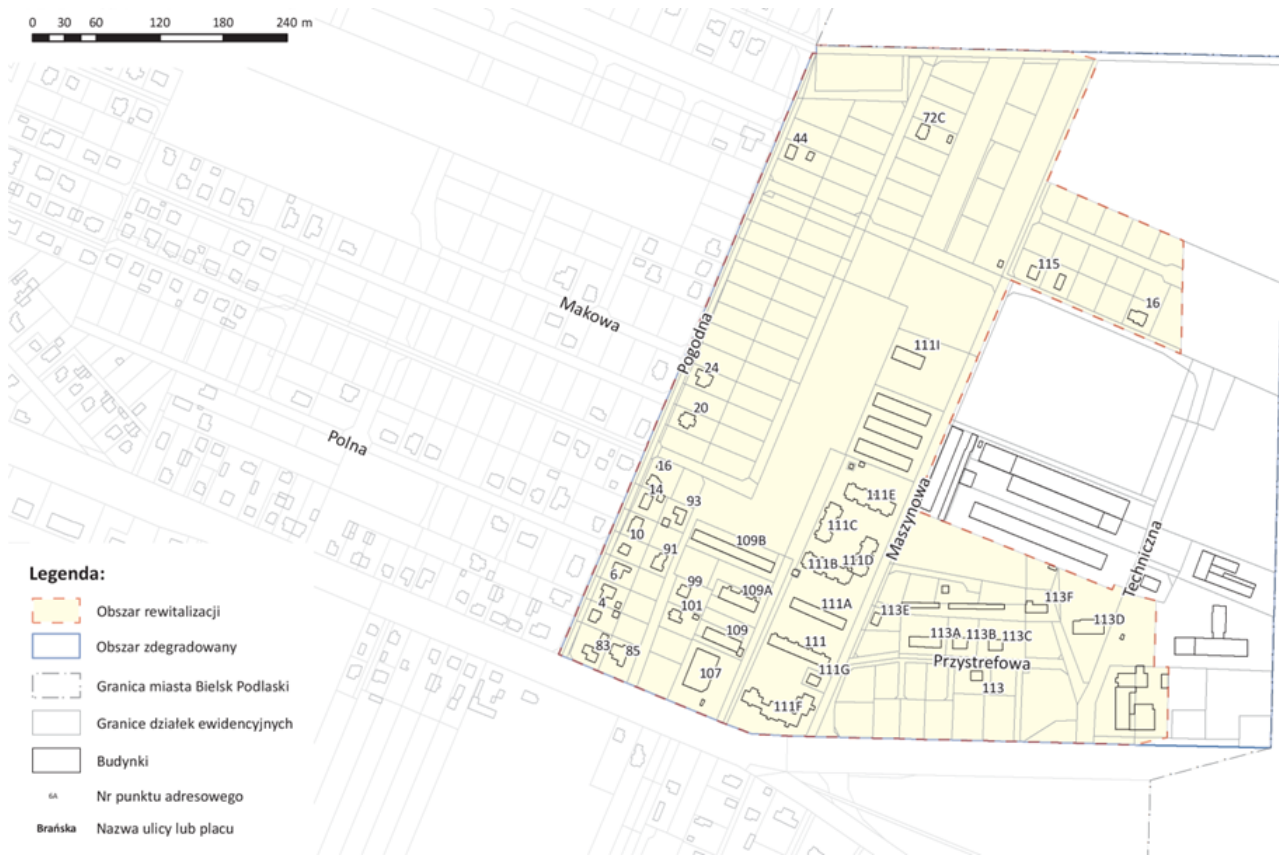 0 30 60 120 180 240 m
72C
44
115
16
Makowa
Pogodna
111I
24
20
Polna
16
14
93
111E
111C
Maszynowa
10
109B
91
111B
111D
Techniczna
Legenda:
6
99
109A
113F
Obszar rewitalizacji
4
101
111A
113E
109
113D
Obszar zdegradowany
83
85
111
113A
113B
113C
Przystrefowa
107
111G
113
Granica miasta Bielsk Podlaski
111F
Granice działek ewidencyjnych
Budynki
6A Nr punktu adresowego
Brańska Nazwa ulicy lub placu